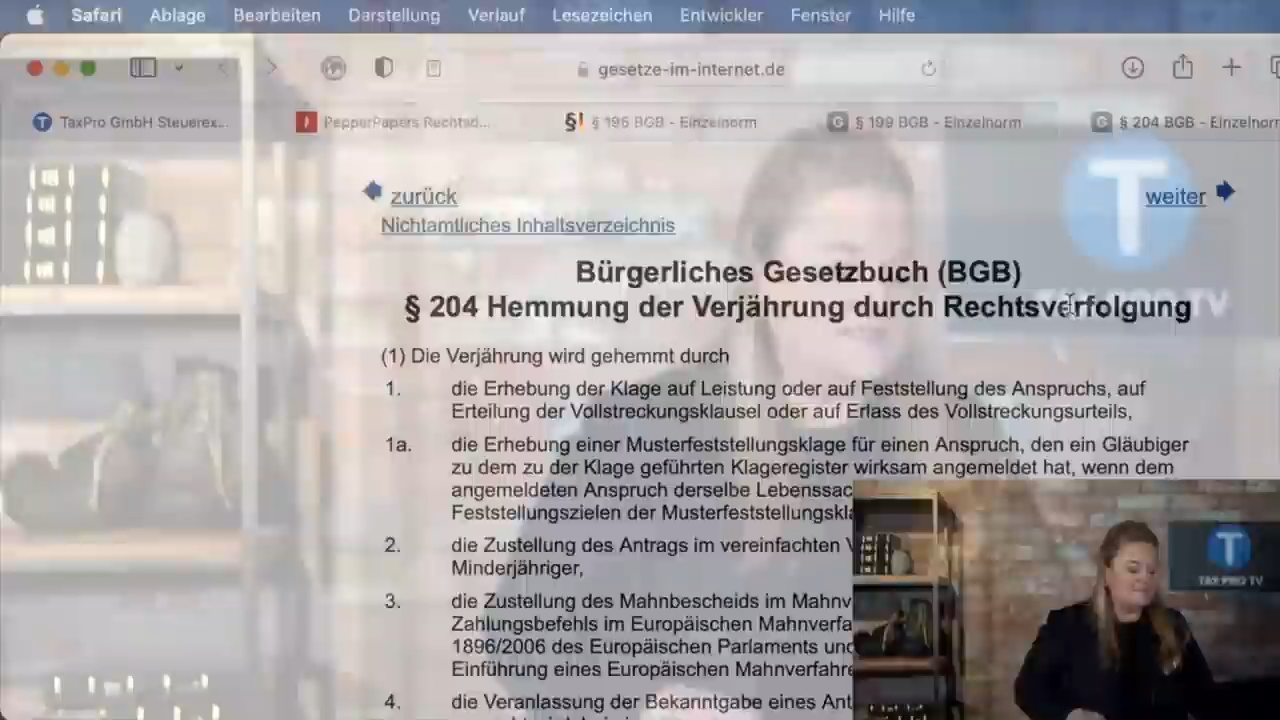 Safari Ablage Bearbeiten Darstellung Verlauf Lesezeichen Entwickler Fenster Hilfe
gesetze-im-internet.de
TaxPro GmbH Steuerex... PepperPapers Rechtsd... §! § 195 BGB - Einzelnorm G § 199 BGB - Einzelnorm G § 204 BGB - Einzelnorm
zurück weiter
Nichtamtliches Inhaltsverzeichnis
Bürgerliches Gesetzbuch (BGB)
§ 204 Hemmung der Verjährung durch Rechtsverfolgung
(1) Die Verjährung wird gehemmt durch
1. die Erhebung der Klage auf Leistung oder auf Feststellung des Anspruchs, auf
Erteilung der Vollstreckungsklausel oder auf Erlass des Vollstreckungsurteils,
1a. die Erhebung einer Musterfeststellungsklage für einen Anspruch, den ein Gläubiger
zu dem zu der Klage geführten Klageregister wirksam angemeldet hat, wenn dem
angemeldeten Anspruch derselbe Lebenssac
Feststellungszielen der Musterfeststellungskla
2. die Zustellung des Antrags im vereinfachten V
Minderjähriger,
3. die Zustellung des Mahnbescheids im Mahnv
Zahlungsbefehls im Europäischen Mahnverfa
1896/2006 des Europäischen Parlaments und
Einführung eines Europäischen Mahnverfahre
4. die Veranlassung der Bekanntgabe eines Ant
T
TAX PRO TV